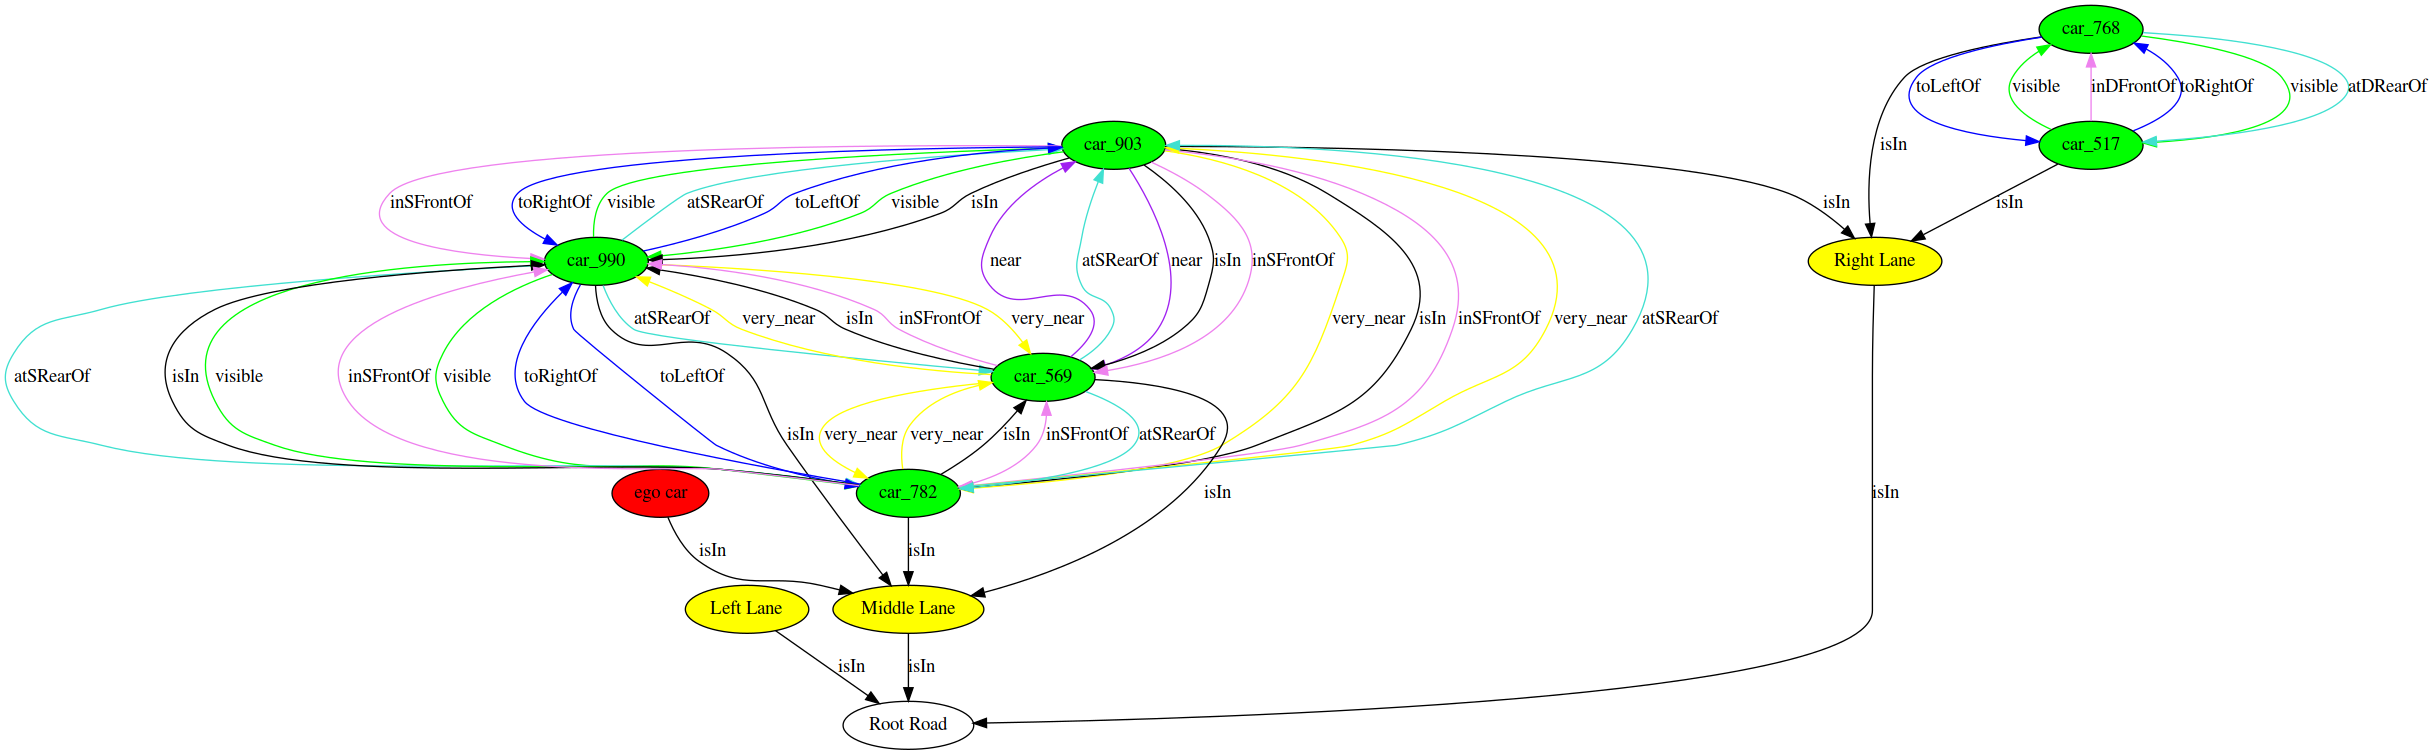 car_768
toLeftOf
visible
inDFrontOf
toRightOf
visible
atDRearOf
car_903
car_517
isIn
inSFrontOf
toRightOf
visible
atSRearOf
toLeftOf
visible
isIn
isIn
isIn
car_990
near
atSRearOf
near
isIn
inSFrontOf
Right Lane
atSRearOf
very_near
isIn
inSFrontOf
very_near
very_near
isIn
inSFrontOf
very_near
atSRearOf
atSRearOf
isIn
visible
inSFrontOf
visible
toRightOf
toLeftOf
car_569
isIn
very_near
very_near
isIn
inSFrontOf
atSRearOf
ego car
car_782
isIn
isIn
isIn
isIn
Left Lane
Middle Lane
isIn
isIn
Root Road